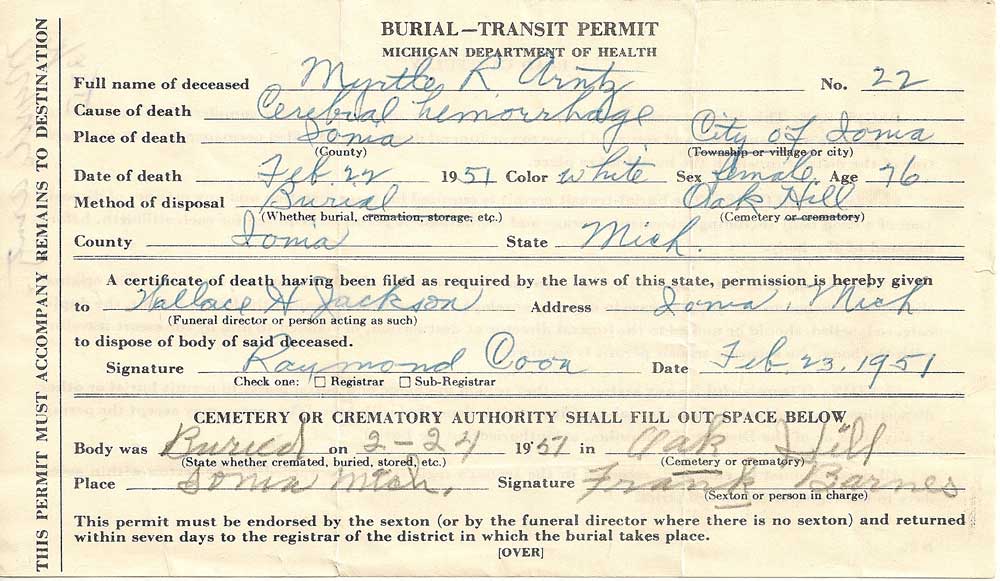 BURIAL—TRANSIT PERMIT
MICHIGAN DEPARTMENT OF HEALTH
Full name of deceased Myrtle R. Arntz No. 22
Cause of death Cerebial hemorrhage
Place of death Ionia City of Ionia
(County) (Township or village or city)
Date of death Feb. 22 1951 Color white Sex female Age 76
Method of disposal Burial Oak Hill
(Whether burial, cremation, storage, etc.) (Cemetery or crematory)
County Ionia State Mich.
A certificate of death having been filed as required by the laws of this state, permission is hereby given
to Wallace H. Jackson Address Ionia, Mich
(Funeral director or person acting as such)
to dispose of body of said deceased.
Signature Raymond Coon Date Feb. 23, 1951
Check one: ☐ Registrar ☐ Sub-Registrar
CEMETERY OR CREMATORY AUTHORITY SHALL FILL OUT SPACE BELOW
Body was Buried on 2-24 1951 in Oak Hill
(State whether cremated, buried, stored, etc.) (Cemetery or crematory)
Place Ionia Mich. Signature Frank Barnes
(Sexton or person in charge)
This permit must be endorsed by the sexton (or by the funeral director where there is no sexton) and returned
within seven days to the registrar of the district in which the burial takes place.
[OVER]
THIS PERMIT MUST ACCOMPANY REMAINS TO DESTINATION